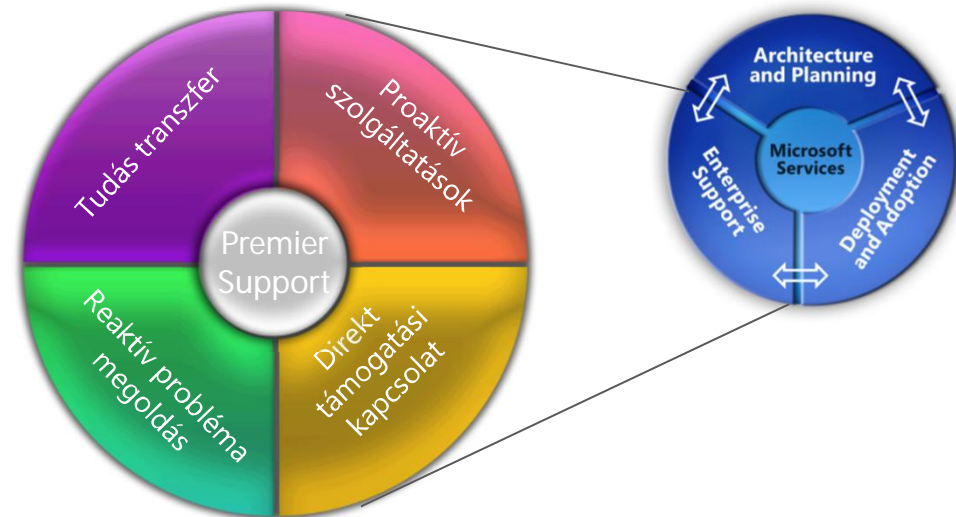 Tudás transzfer
Proaktív
szolgáltatások
Premier
Support
Reaktív probléma
megoldás
Direkt
támogatási
kapcsolat
Architecture
and Planning
Microsoft
Services
Enterprise
Support
Deployment
and Adoption